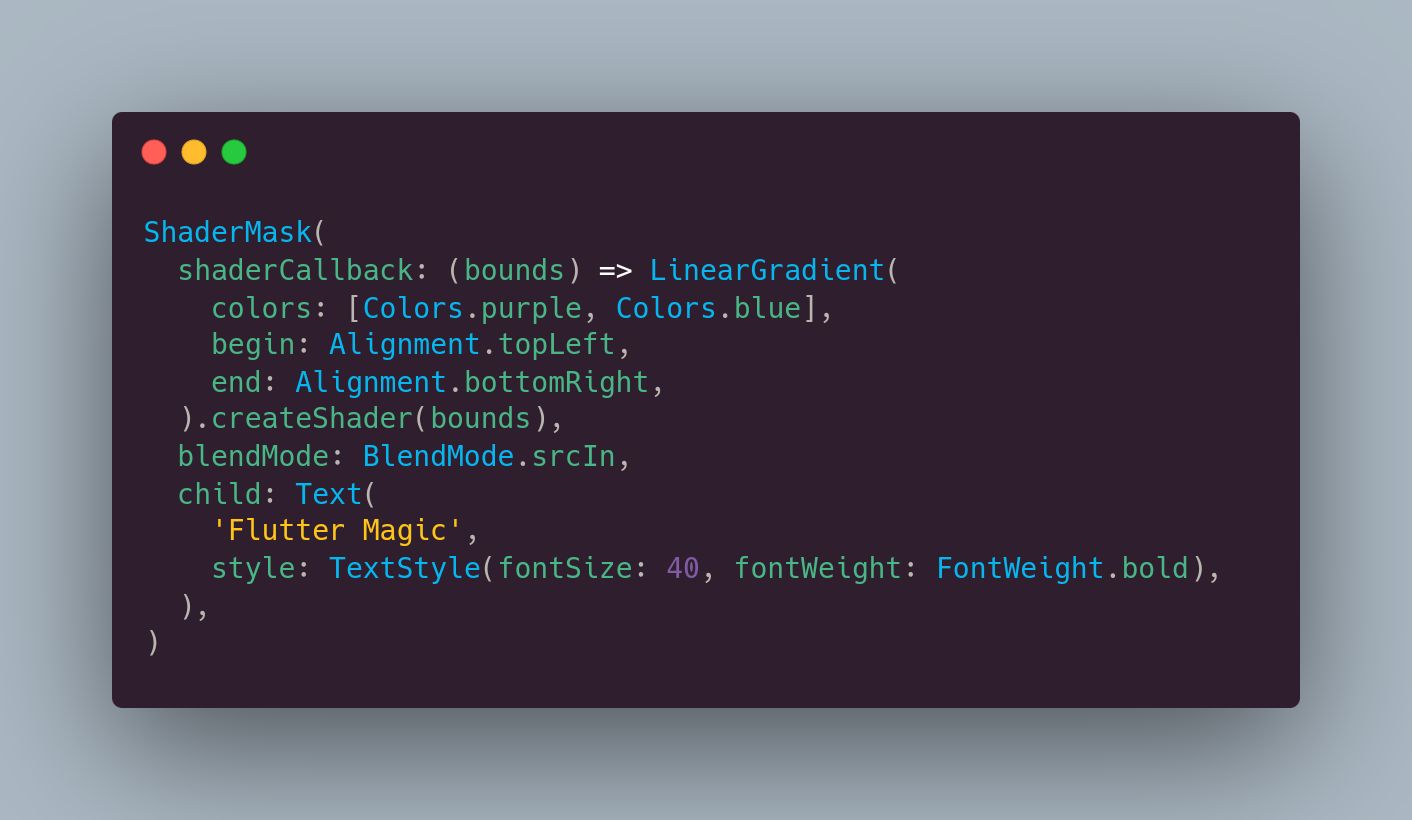 ShaderMask(
  shaderCallback: (bounds) => LinearGradient(
    colors: [Colors.purple, Colors.blue],
    begin: Alignment.topLeft,
    end: Alignment.bottomRight,
  ).createShader(bounds),
  blendMode: BlendMode.srcIn,
  child: Text(
    'Flutter Magic',
    style: TextStyle(fontSize: 40, fontWeight: FontWeight.bold),
  ),
)